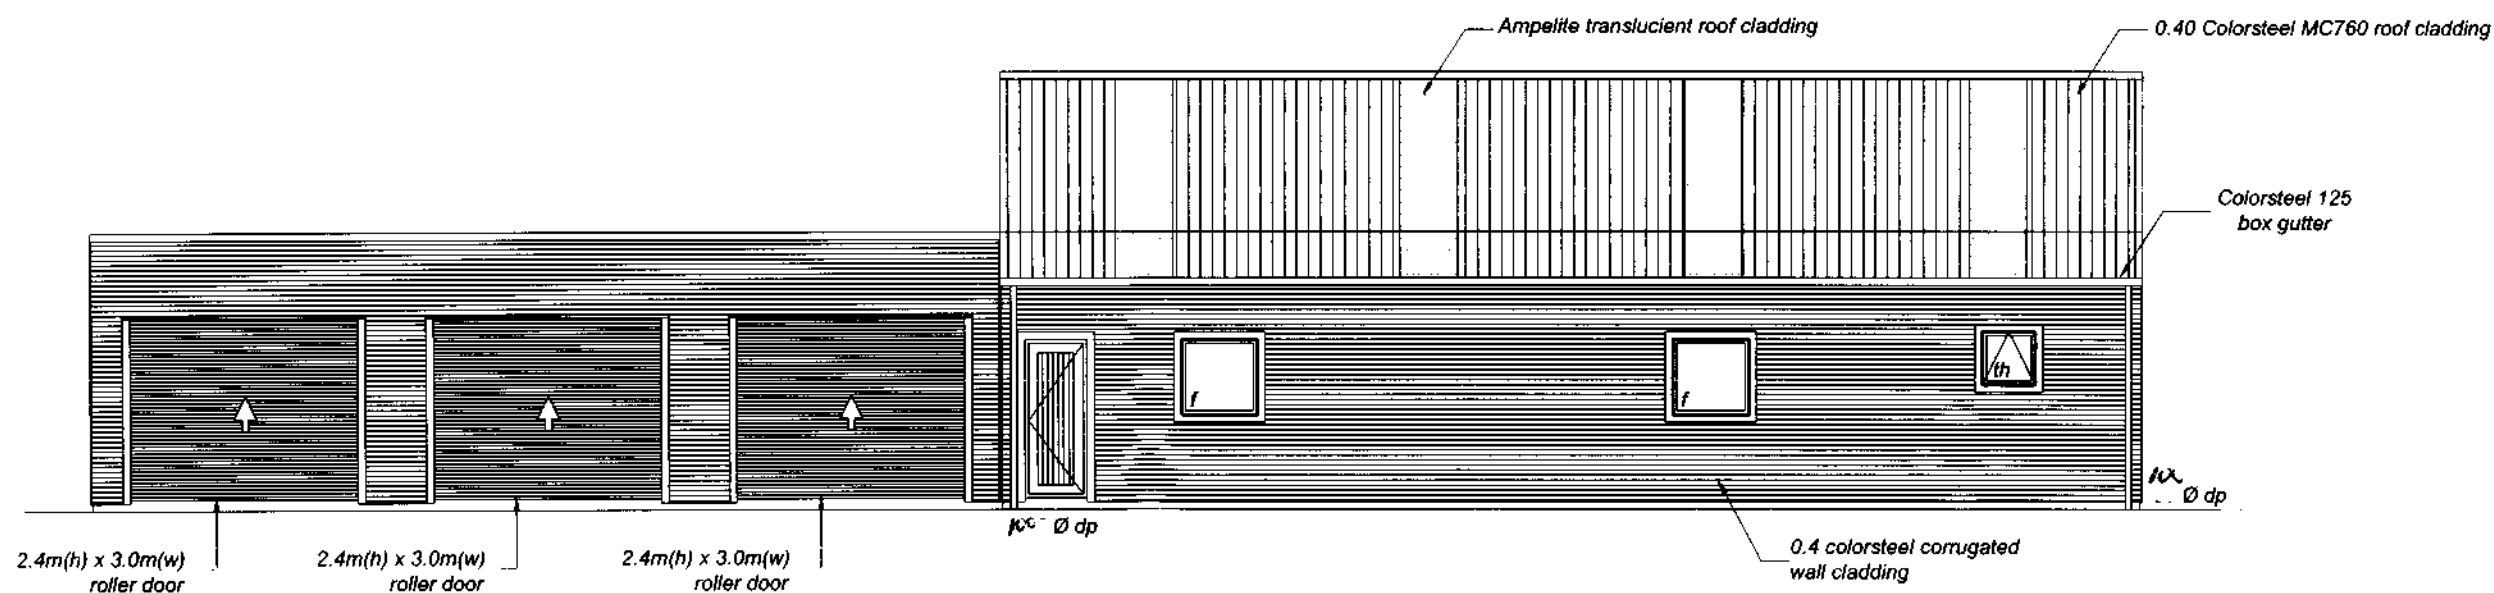 Ampelite translucient roof cladding
0.40 Colorsteel MC760 roof cladding
Colorsteel 125
box gutter
f
f
th
Ø dp
Ø dp
2.4m(h) x 3.0m(w)
roller door
2.4m(h) x 3.0m(w)
roller door
2.4m(h) x 3.0m(w)
roller door
0.4 colorsteel corrugated
wall cladding